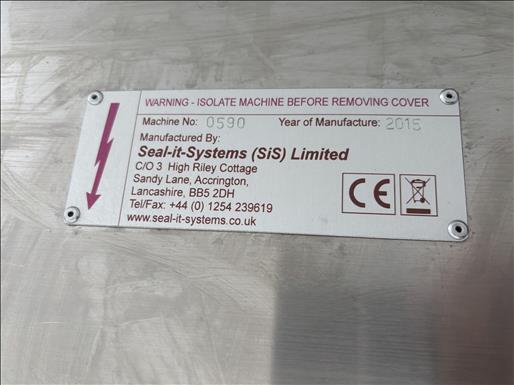 WARNING - ISOLATE MACHINE BEFORE REMOVING COVER
Machine No: 0590 Year of Manufacture: 2015
Manufactured By:
Seal-it-Systems (SiS) Limited
C/O 3 High Riley Cottage
Sandy Lane, Accrington,
Lancashire, BB5 2DH
Tel/Fax: +44 (0) 1254 239619
www.seal-it-systems.co.uk
CE